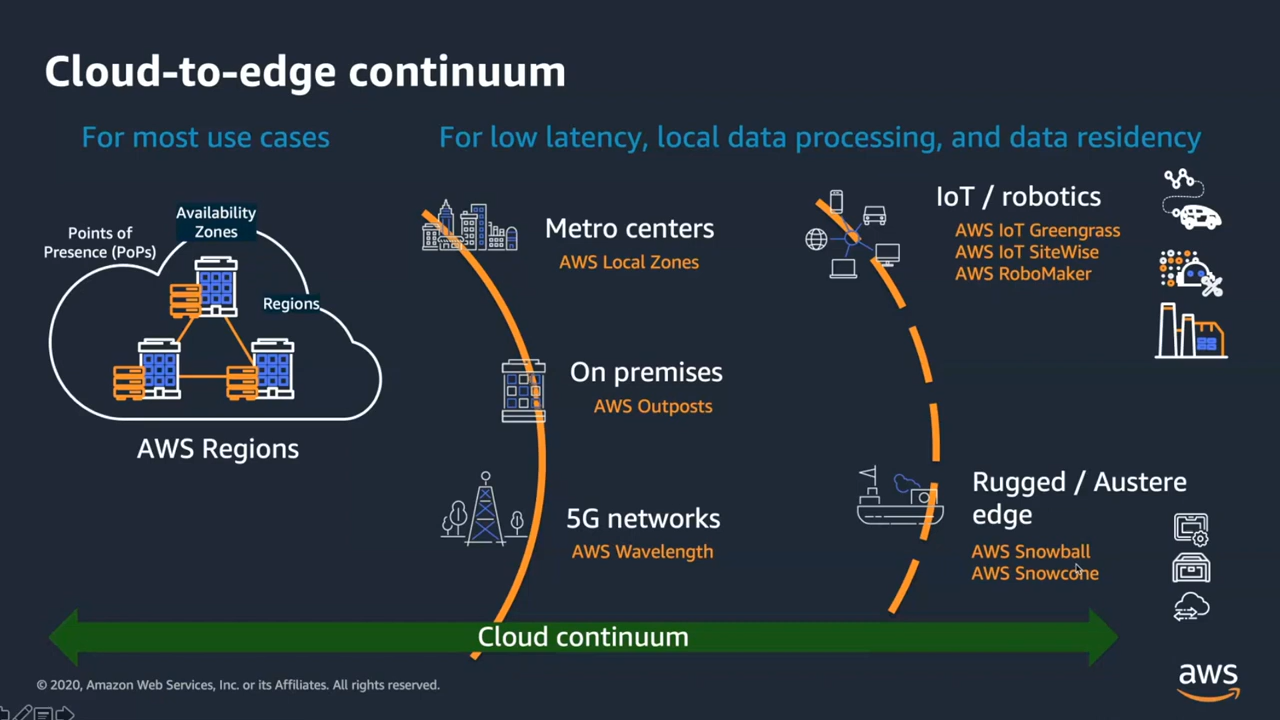 Cloud-to-edge continuum
For most use cases
For low latency, local data processing, and data residency
Availability
Zones
Points of
Presence (PoPs)
Regions
AWS Regions
Metro centers
AWS Local Zones
On premises
AWS Outposts
5G networks
AWS Wavelength
IoT / robotics
AWS IoT Greengrass
AWS IoT SiteWise
AWS RoboMaker
Rugged / Austere
edge
AWS Snowball
AWS Snowcone
Cloud continuum
© 2020, Amazon Web Services, Inc. or its Affiliates. All rights reserved.
aws